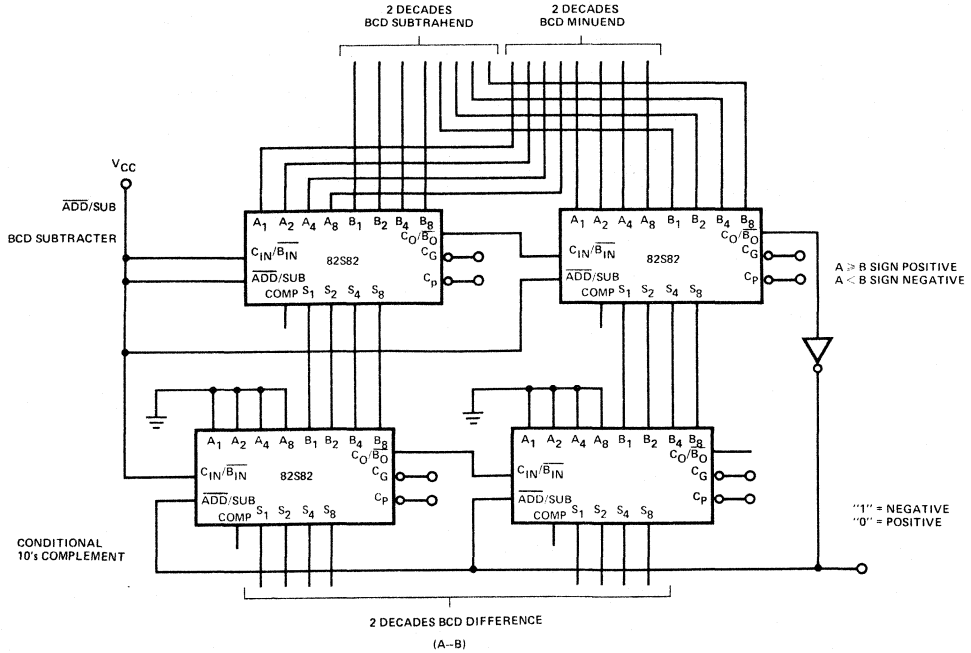 2 DECADES
BCD SUBTRAHEND
2 DECADES
BCD MINUEND
VCC
ADD/SUB
BCD SUBTRACTER
A1 A2 A4 A8 B1 B2 B4 B8
CO/BO
CIN/BIN
CG
82S82
ADD/SUB
CP
COMP S1 S2 S4 S8
A1 A2 A4 A8 B1 B2 B4 B8
CO/BO
CIN/BIN
CG
82S82
ADD/SUB
CP
COMP S1 S2 S4 S8
A ⩾ B SIGN POSITIVE
A < B SIGN NEGATIVE
A1 A2 A4 A8 B1 B2 B4 B8
CO/BO
CIN/BIN
CG
82S82
ADD/SUB
CP
COMP S1 S2 S4 S8
A1 A2 A4 A8 B1 B2 B4 B8
CO/BO
CIN/BIN
CG
ADD/SUB
CP
COMP S1 S2 S4 S8
"1" = NEGATIVE
"0" = POSITIVE
CONDITIONAL
10's COMPLEMENT
2 DECADES BCD DIFFERENCE
(A--B)